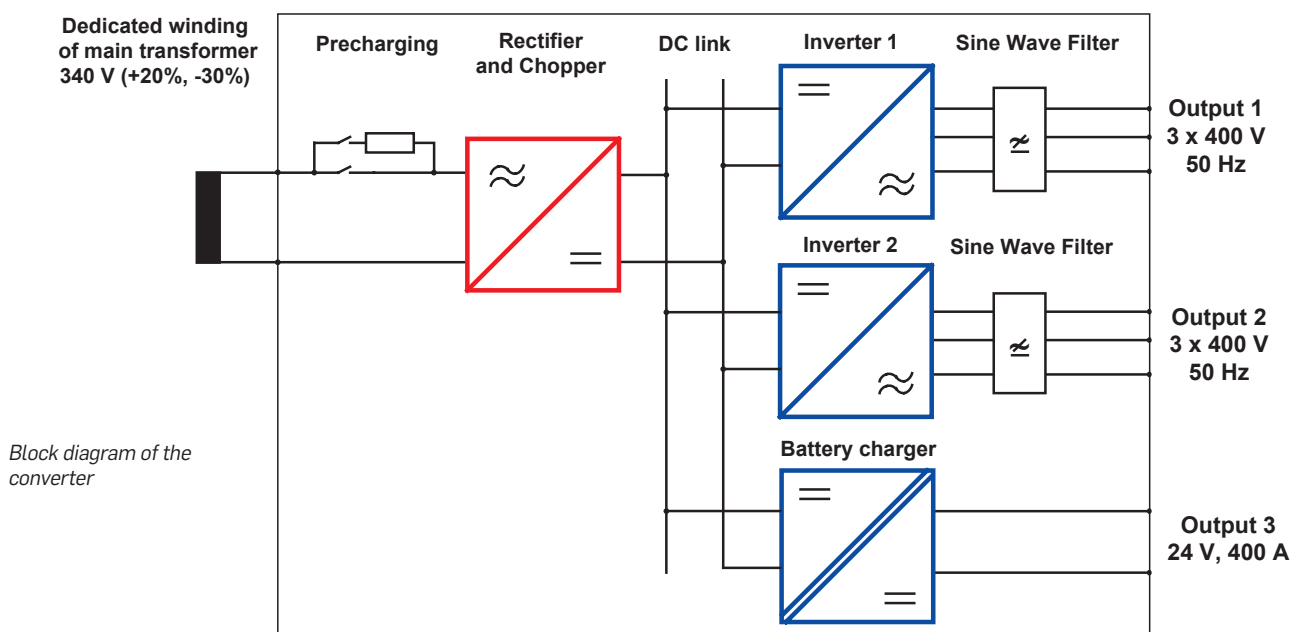 Dedicated winding
of main transformer
340 V (+20%, -30%)
Precharging
Rectifier
and Chopper
DC link
Inverter 1
Sine Wave Filter
Output 1
3 x 400 V
50 Hz
Inverter 2
Sine Wave Filter
Output 2
3 x 400 V
50 Hz
Block diagram of the
converter
Battery charger
Output 3
24 V, 400 A